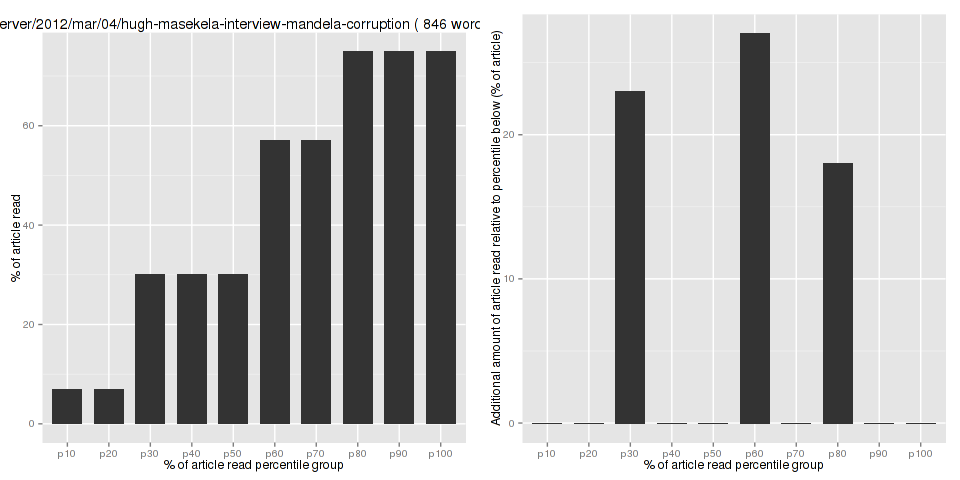 erver/2012/mar/04/hugh-masekela-interview-mandela-corruption ( 846 word
% of article read
60
40
20
0
p10 p20 p30 p40 p50 p60 p70 p80 p90 p100
% of article read percentile group
Additional amount of article read relative to percentile below (% of article)
20
10
0
p10 p20 p30 p40 p50 p60 p70 p80 p90 p100
% of article read percentile group